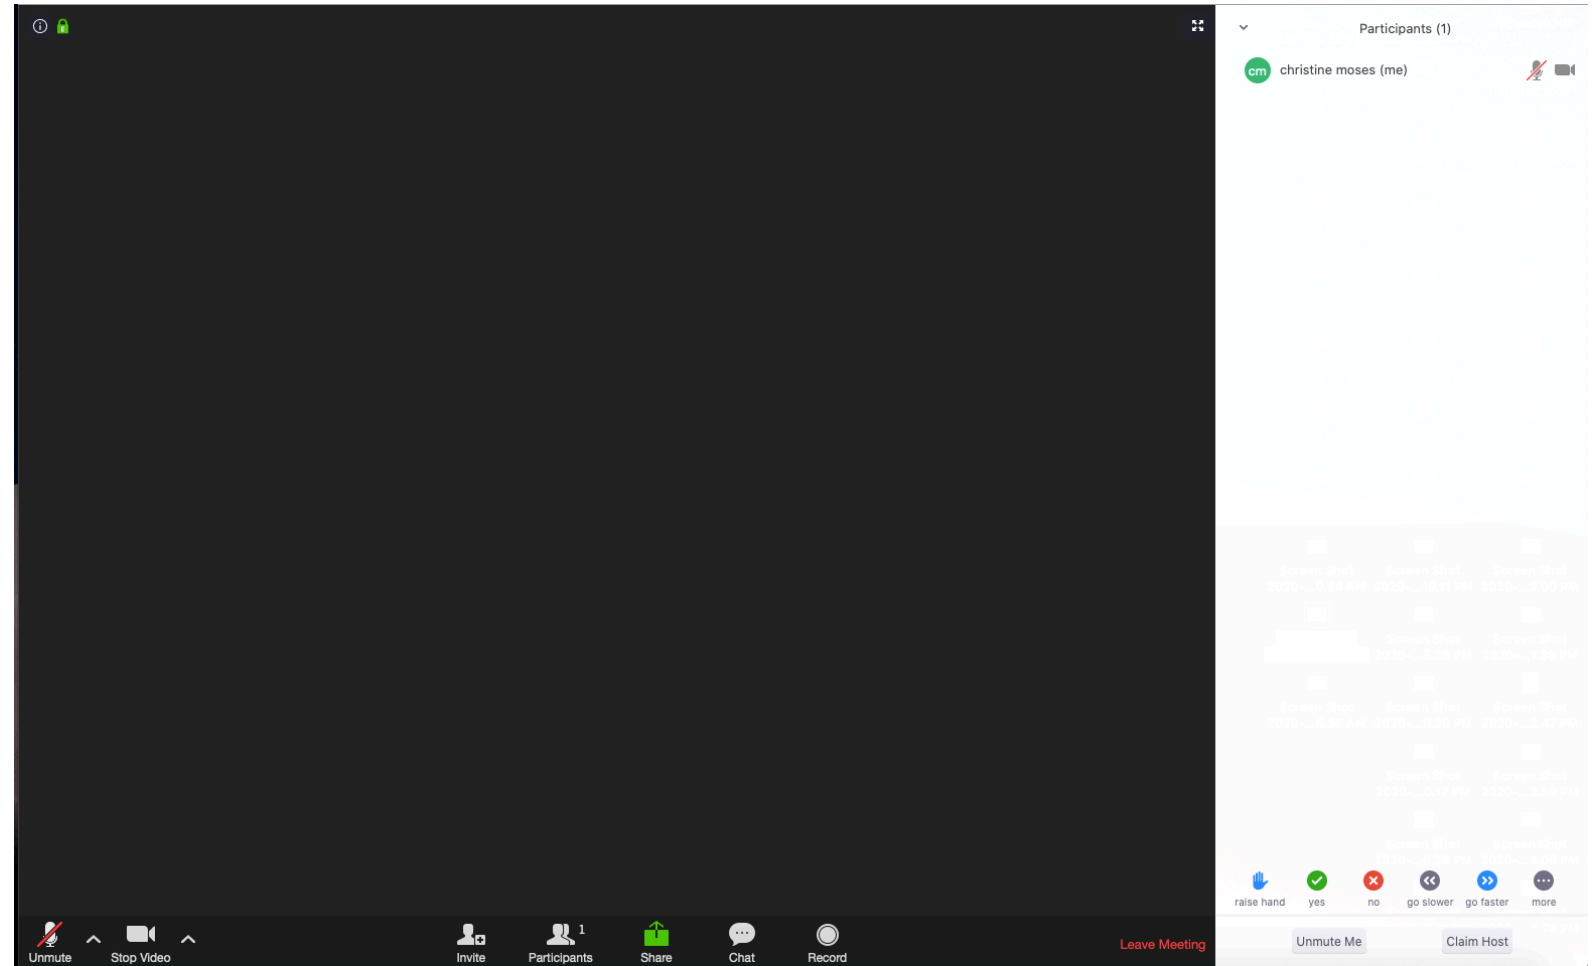 Participants (1)
cm christine moses (me)
raise hand yes no go slower go faster more
Unmute Me Claim Host
1
Unmute Stop Video Invite Participants Share Chat Record Leave Meeting